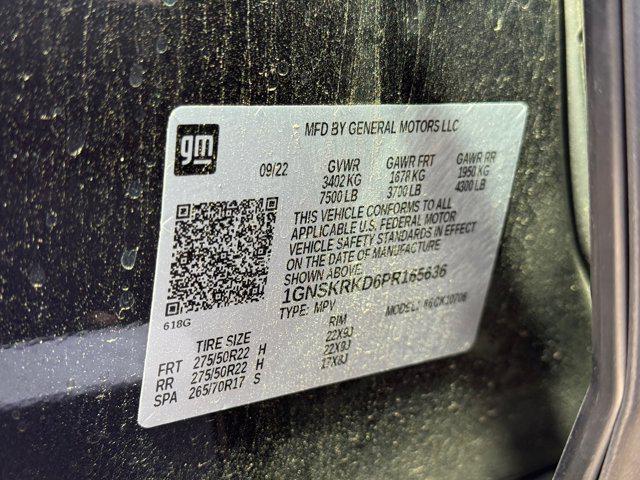 gm
MFD BY GENERAL MOTORS LLC
09/22 GVWR GAWR FRT GAWR RR
3402 KG 1678 KG 1950 KG
7500 LB 3700 LB 4300 LB
THIS VEHICLE CONFORMS TO ALL
APPLICABLE U.S. FEDERAL MOTOR
VEHICLE SAFETY STANDARDS IN EFFECT
ON THE DATE OF MANUFACTURE
SHOWN ABOVE.
1GNSKRKD6PR165636
TYPE: MPV MODEL:
618G
TIRE SIZE RIM
FRT 275/50R22 H 22X9J
RR 275/50R22 H 22X9J
SPA 265/70R17 S 17X8J